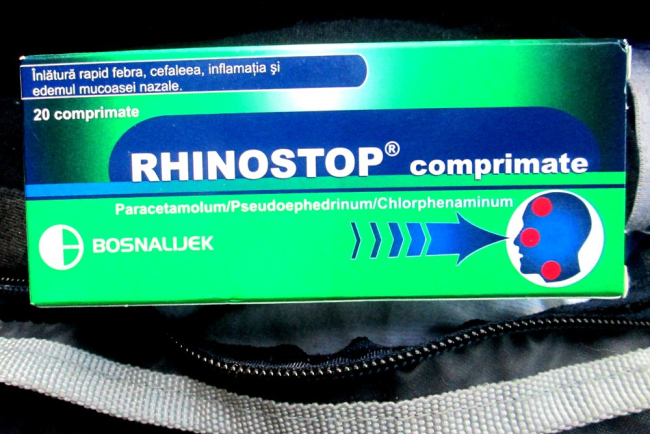 Înlătură rapid febra, cefaleea, inflamația și
edemul mucoasei nazale.
20 comprimate
RHINOSTOP® comprimate
Paracetamolum/Pseudoephedrinum/Chlorphenaminum
BOSNALIJEK